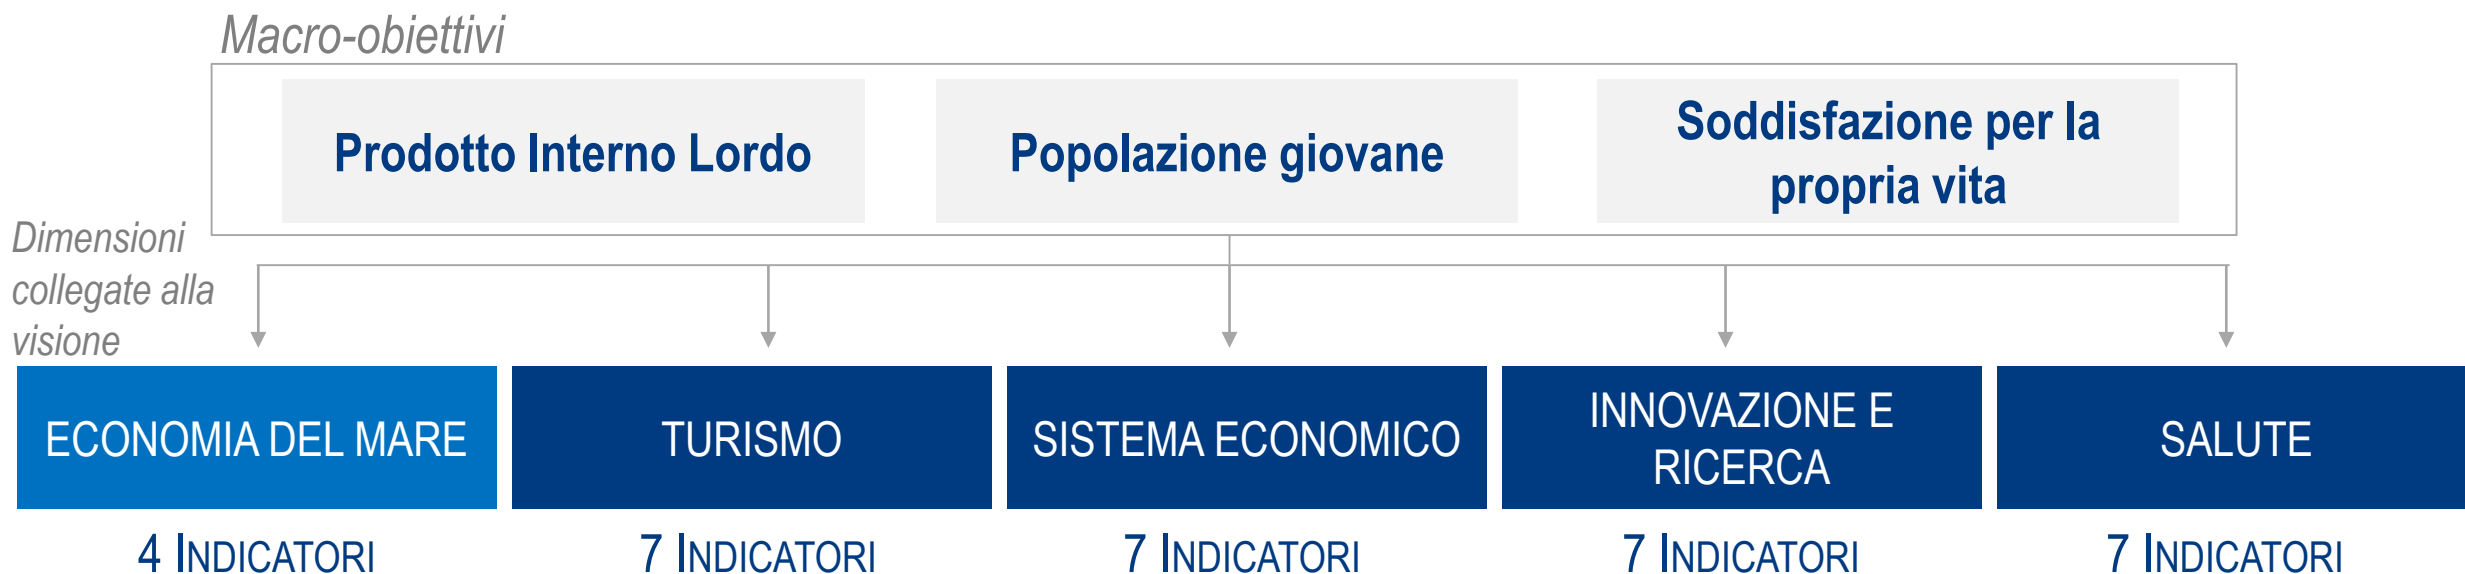 Macro-obiettivi
Prodotto Interno Lordo
Popolazione giovane
Soddisfazione per la
propria vita
Dimensioni
collegate alla
visione
ECONOMIA DEL MARE
TURISMO
SISTEMA ECONOMICO
INNOVAZIONE E
RICERCA
SALUTE
4 INDICATORI
7 INDICATORI
7 INDICATORI
7 INDICATORI
7 INDICATORI